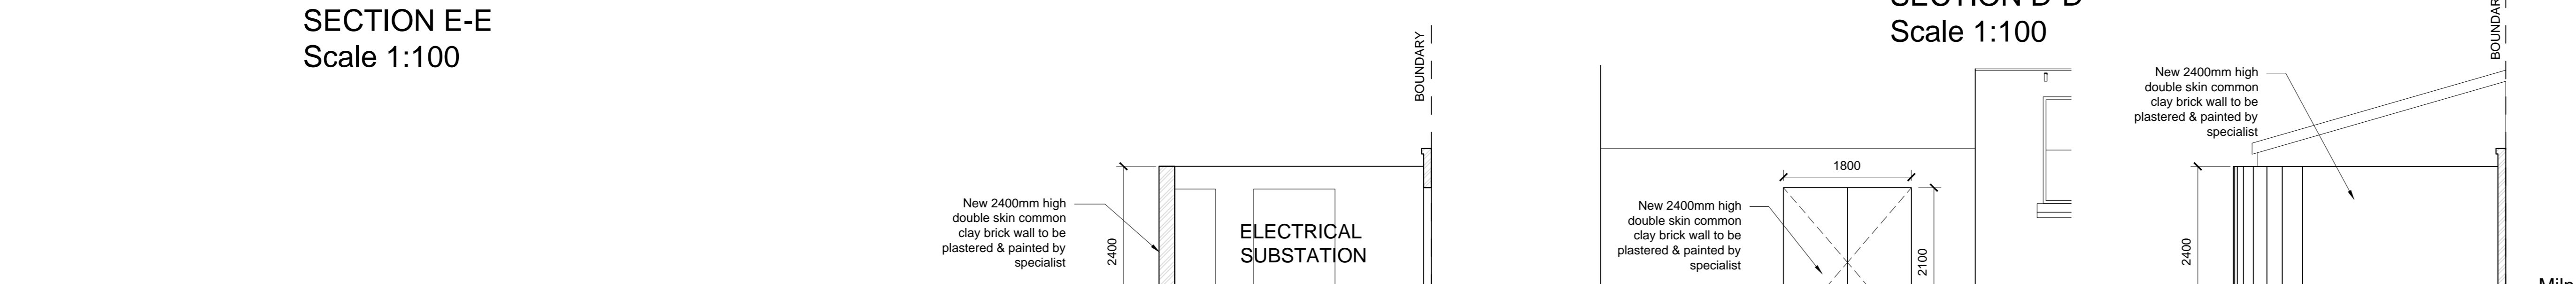 SECTION E-E
Scale 1:100
BOUNDARY
New 2400mm high
double skin common
clay brick wall to be
plastered & painted by
specialist
2400
ELECTRICAL
SUBSTATION
Scale 1:100
1800
New 2400mm high
double skin common
clay brick wall to be
plastered & painted by
specialist
2100
New 2400mm high
double skin common
clay brick wall to be
plastered & painted by
specialist
BOUNDAR
2400